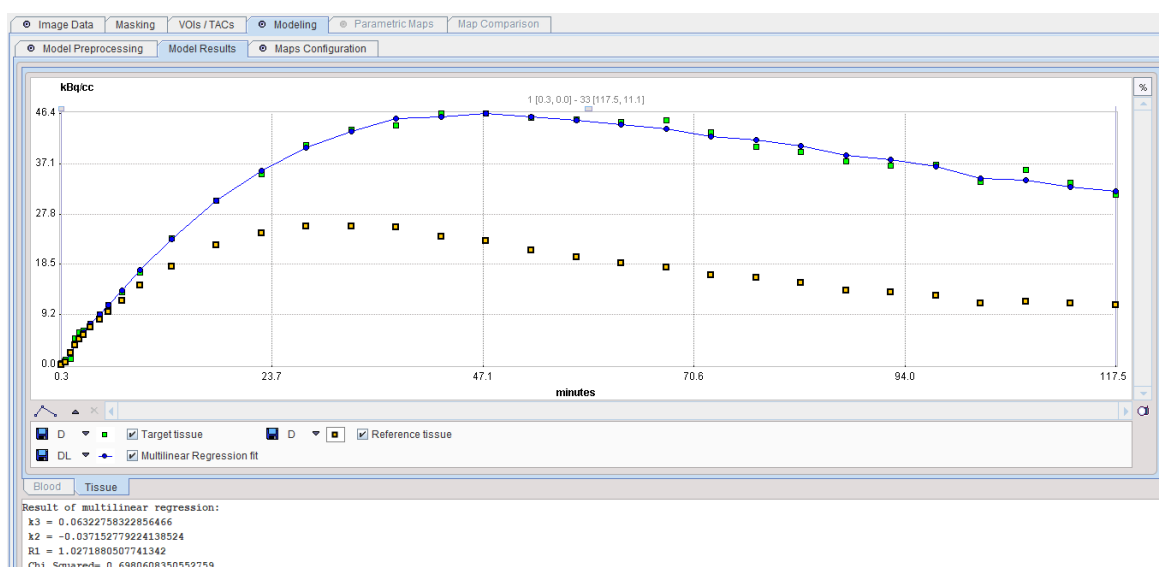 Image Data Masking VOIs / TACs Modeling Parametric Maps Map Comparison
Model Preprocessing Model Results Maps Configuration
kBq/cc
%
1 [0.3, 0.0] - 33 [117.5, 11.1]
46.4
37.1
27.8
18.5
9.2
0.0
0.3 23.7 47.1 70.6 94.0 117.5
minutes
D Target tissue D Reference tissue
DL Multilinear Regression fit
Blood Tissue
Result of multilinear regression:
k3 = 0.06322758322856466
k2 = -0.037152779224138524
R1 = 1.0271880507741342
Chi Squared= 0.6980608350552759